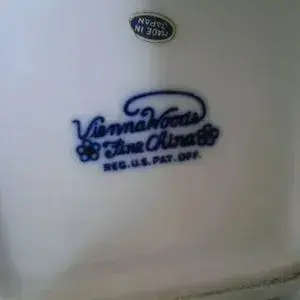 MADE IN
JAPAN
Vienna Woods
Fine China
REG. U.S. PAT. OFF.